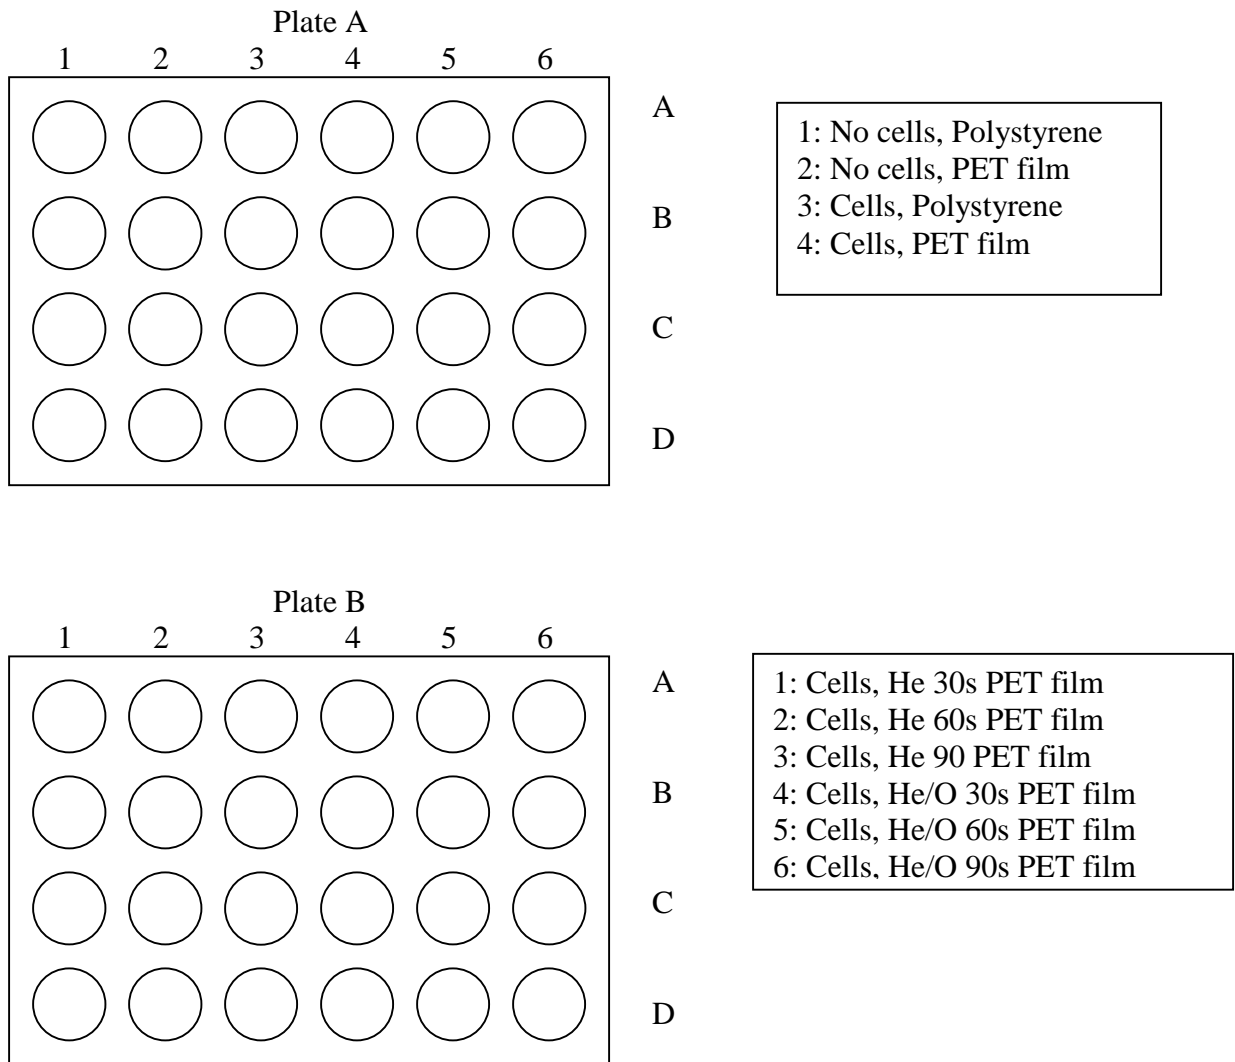 Plate A
1 2 3 4 5 6
A
B
C
D
1: No cells, Polystyrene
2: No cells, PET film
3: Cells, Polystyrene
4: Cells, PET film
Plate B
1 2 3 4 5 6
A
B
C
D
1: Cells, He 30s PET film
2: Cells, He 60s PET film
3: Cells, He 90 PET film
4: Cells, He/O 30s PET film
5: Cells, He/O 60s PET film
6: Cells, He/O 90s PET film